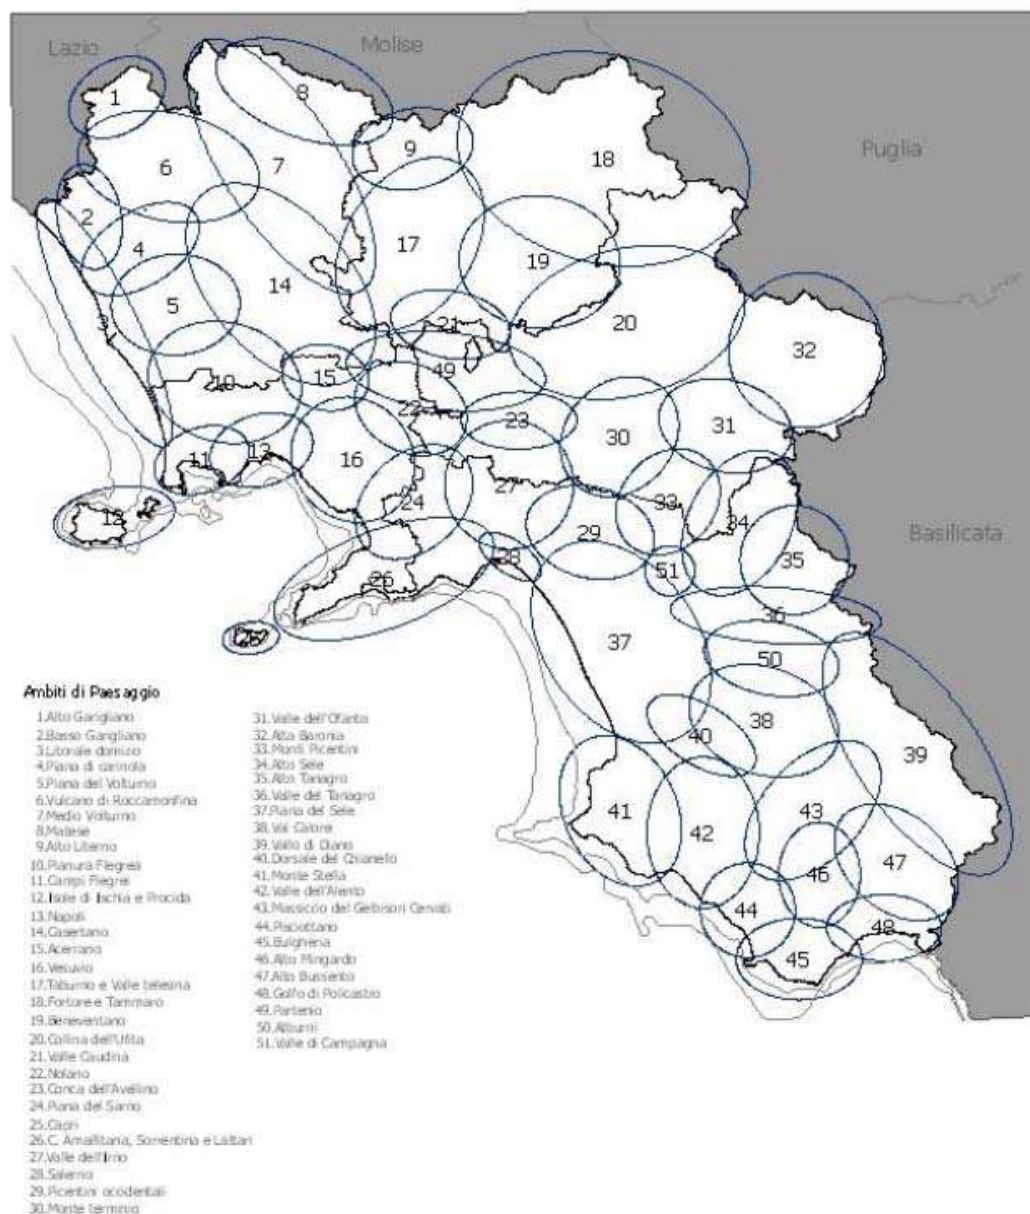 Lazio
Molise
1
8
9
18
Puglia
6
7
2
17
4
19
14
5
3
21
20
32
49
15
10
22
23
31
30
16
11
13
27
24
33
12
34
29
Basilicata
28
35
51
26
36
25
37
50
38
40
39
41
43
42
47
46
44
48
45
Ambiti di Paesaggio
1.Alto Garigliano
2.Basso Garigliano
3.Litorale domizio
4.Piana di carinola
5.Piana del Volturno
6.Vulcano di Roccamonfina
7.Medio Volturno
8.Matese
9.Alto Literno
10.Pianura Flegrea
11.Campi Flegrei
12.Isole di Ischia e Procida
13.Napoli
14.Casertano
15.Acerrano
16.Vesuvio
17.Taburno e Valle telesina
18.Fortore e Tammaro
19.Beneventano
20.Collina dell'Ufita
21.Valle Caudina
22.Nolano
23.Conca dell'Avellino
24.Piana del Sarno
25.Capri
26.C. Amalfitana, Sorrentina e Lattari
27.Valle dell'Irno
28.Salerno
29.Picentini occidentali
30.Monte terminio
31.Valle dell'Ofanto
32.Alta Baronia
33.Monti Picentini
34.Alto Sele
35.Alto Tanagro
36.Valle del Tanagro
37.Piana del Sele
38.Val Calore
39.Vallo di Diano
40.Dorsale del Chianello
41.Monte Stella
42.Valle dell'Alento
43.Massiccio del Gelbison Cervati
44.Pisciottano
45.Bulgheria
46.Alto Mingardo
47.Alto Bussento
48.Golfo di Policastro
49.Partenio
50.Alburni
51.Valle di Campagna